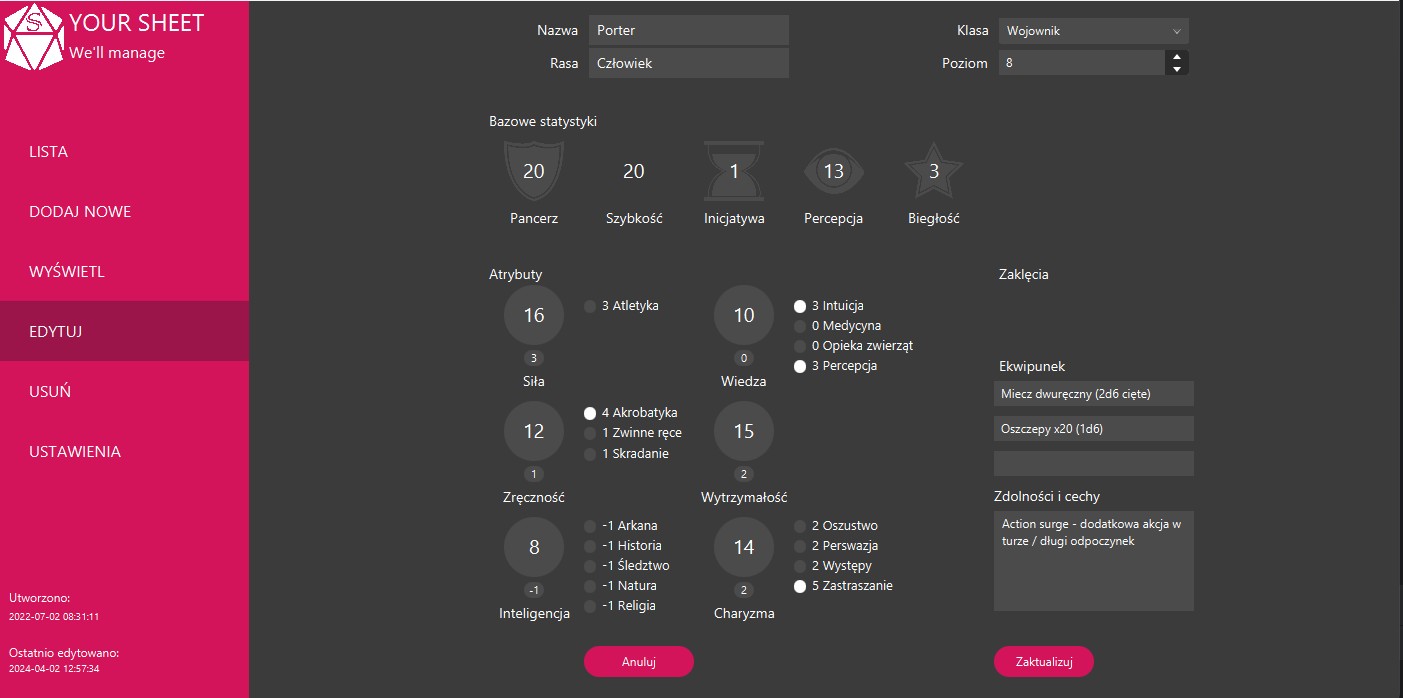 S
YOUR SHEET
We'll manage
LISTA
DODAJ NOWE
WYŚWIETL
EDYTUJ
USUŃ
USTAWIENIA
Utworzono:
2022-07-02 08:31:11
Ostatnio edytowano:
2024-04-02 12:57:34
Nazwa Porter
Rasa Człowiek
Klasa Wojownik
Poziom 8
Bazowe statystyki
20 20 1 13 3
Pancerz Szybkość Inicjatywa Percepcja Biegłość
Atrybuty
16
3
Siła
3 Atletyka
10
0
Wiedza
3 Intuicja
0 Medycyna
0 Opieka zwierząt
3 Percepcja
12
1
Zręczność
4 Akrobatyka
1 Zwinne ręce
1 Skradanie
15
2
Wytrzymałość
8
-1
Inteligencja
-1 Arkana
-1 Historia
-1 Śledztwo
-1 Natura
-1 Religia
14
2
Charyzma
2 Oszustwo
2 Perswazja
2 Występy
5 Zastraszanie
Zaklęcia
Ekwipunek
Miecz dwuręczny (2d6 cięte)
Oszczepy x20 (1d6)
Zdolności i cechy
Action surge - dodatkowa akcja w
turze / długi odpoczynek
Anuluj
Zaktualizuj